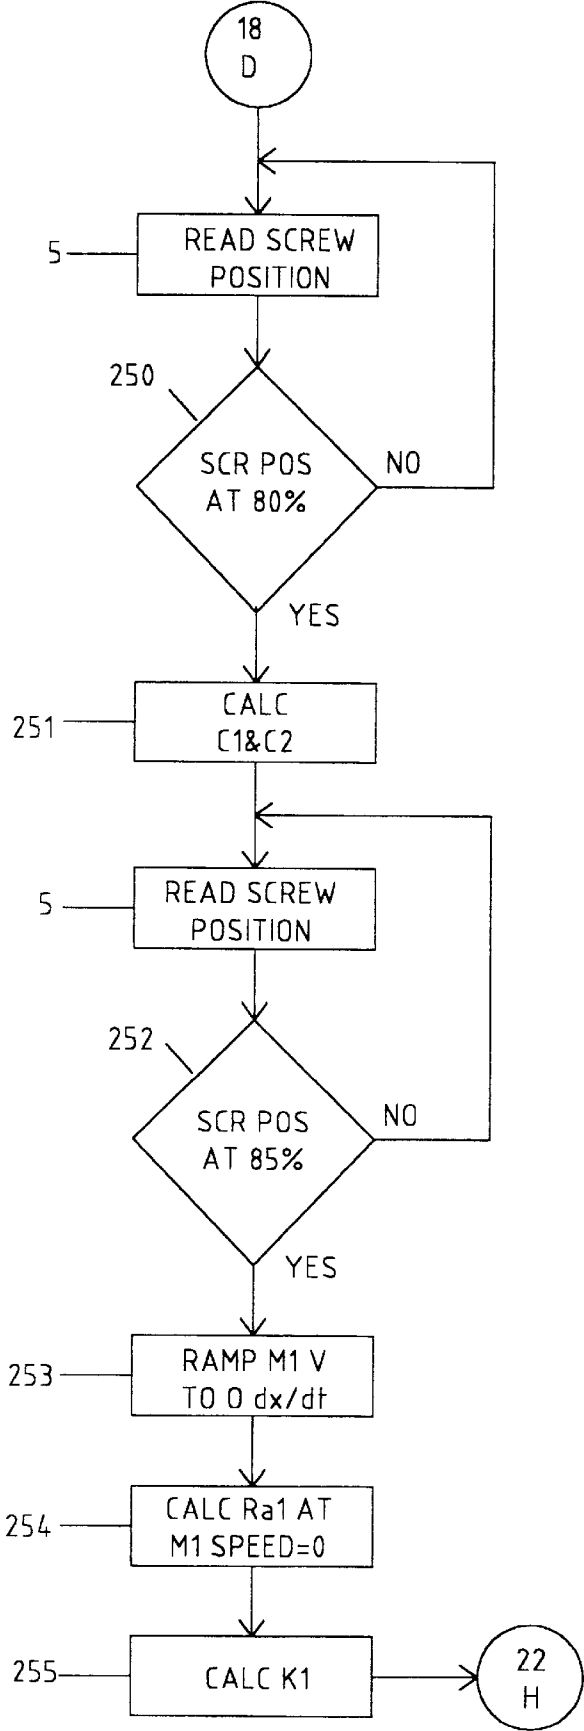 18
D
READ SCREW
POSITION
5
250
SCR POS
AT 80%
NO
YES
CALC
C1&C2
251
READ SCREW
POSITION
5
252
SCR POS
AT 85%
NO
YES
RAMP M1 V
TO 0 dx/dt
253
CALC Ra1 AT
M1 SPEED=0
254
CALC K1
255
22
H